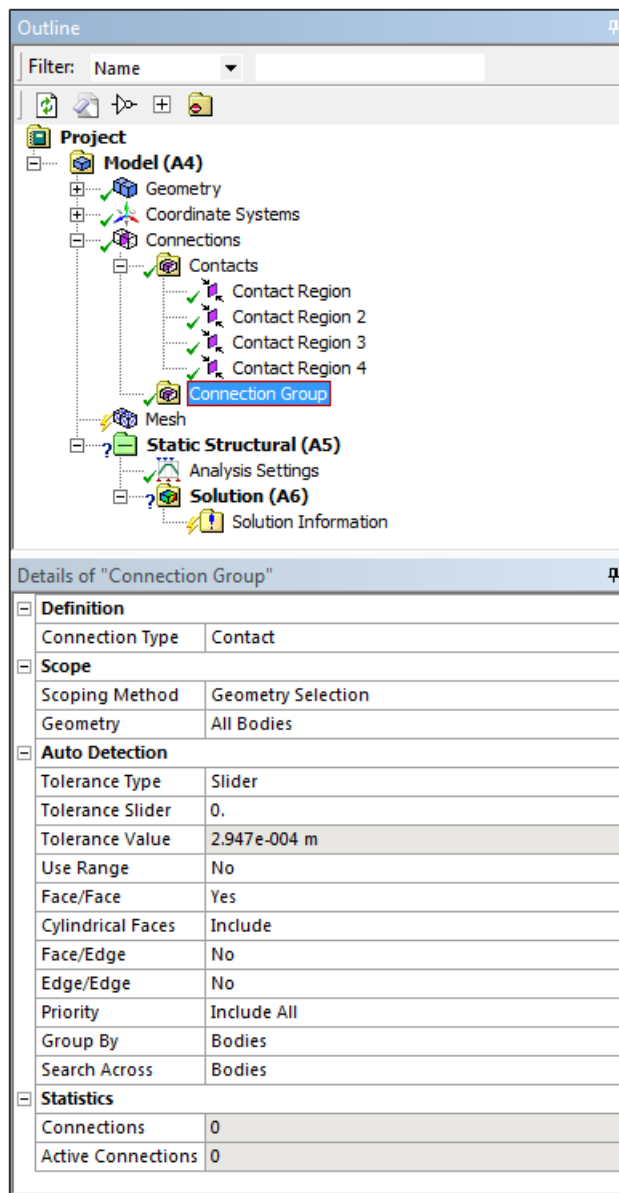 Outline
Filter: Name
Project
Model (A4)
Geometry
Coordinate Systems
Connections
Contacts
Contact Region
Contact Region 2
Contact Region 3
Contact Region 4
Connection Group
Mesh
Static Structural (A5)
Analysis Settings
Solution (A6)
Solution Information
Details of "Connection Group"
Definition
Connection Type Contact
Scope
Scoping Method Geometry Selection
Geometry All Bodies
Auto Detection
Tolerance Type Slider
Tolerance Slider 0.
Tolerance Value 2.947e-004 m
Use Range No
Face/Face Yes
Cylindrical Faces Include
Face/Edge No
Edge/Edge No
Priority Include All
Group By Bodies
Search Across Bodies
Statistics
Connections 0
Active Connections 0